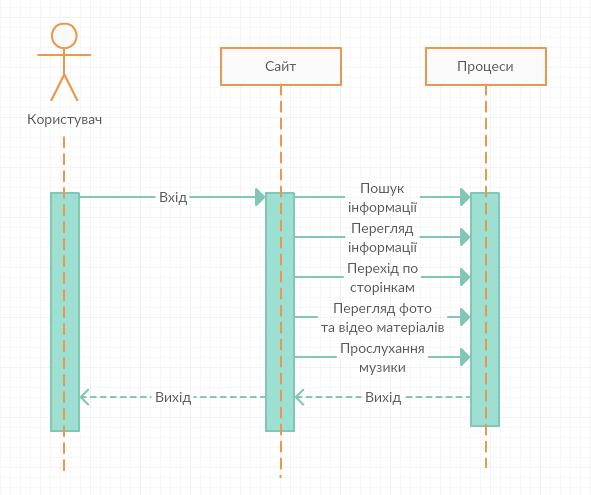 Сайт
Процеси
Користувач
Вхід
Пошук
інформації
Перегляд
інформації
Перехід по
сторінкам
Перегляд фото
та відео матеріалів
Прослухання
музики
Вихід
Вихід